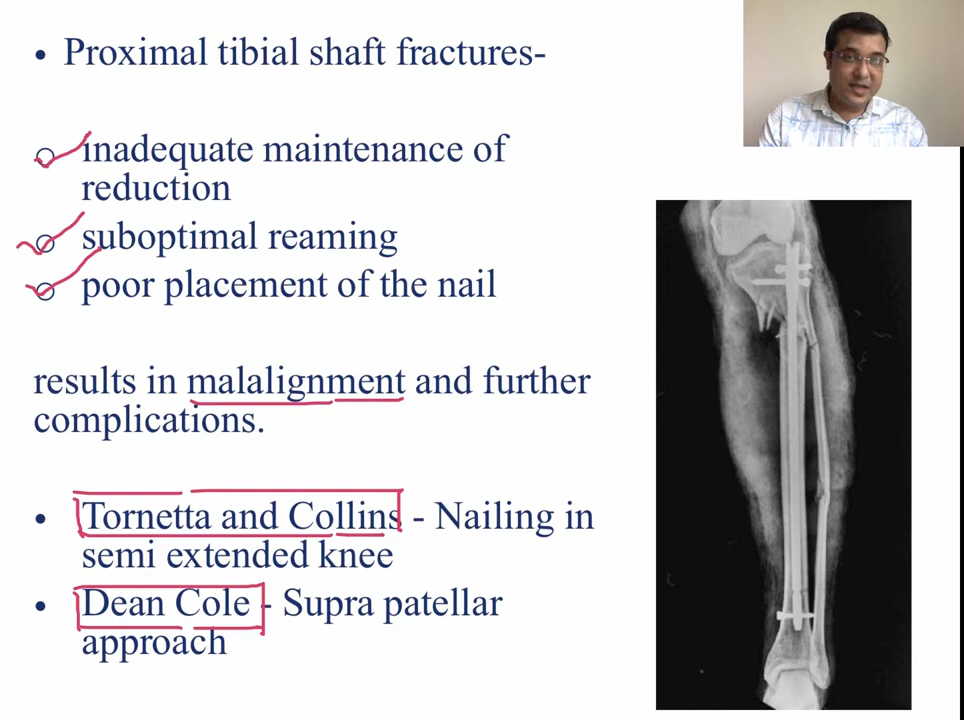 • Proximal tibial shaft fractures-
inadequate maintenance of
reduction
suboptimal reaming
poor placement of the nail
results in malalignment and further
complications.
• Tornetta and Collins - Nailing in
semi extended knee
• Dean Cole - Supra patellar
approach